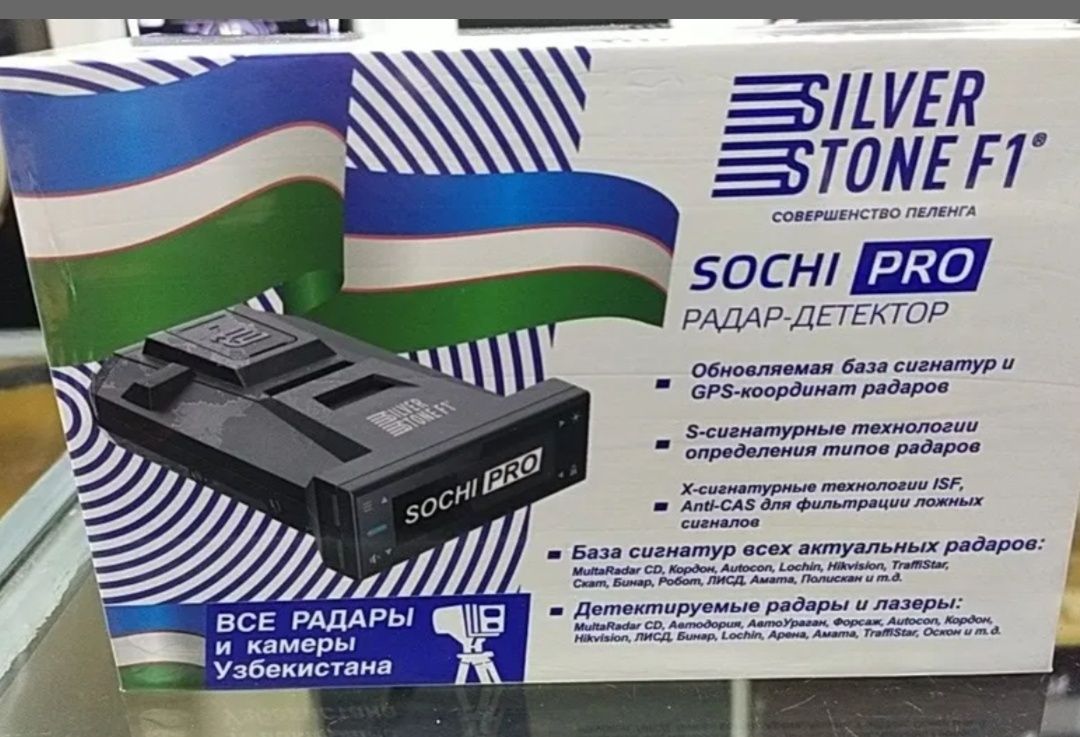 SILVER
STONE F1®
СОВЕРШЕНСТВО ПЕЛЕНГА
SOCHI PRO
РАДАР-ДЕТЕКТОР
Обновляемая база сигнатур и
GPS-координат радаров
S-сигнатурные технологии
определения типов радаров
X-сигнатурные технологии ISF,
Anti-CAS для фильтрации ложных
сигналов
База сигнатур всех актуальных радаров:
MultaRadar CD, Кордон, Autocon, Lochin, Hikvision, TraffiStar,
Скат, Бинар, Робот, ЛИСД, Амата, Полискан и т.д.
Детектируемые радары и лазеры:
MultaRadar CD, Автодория, АвтоУраган, Форсаж, Autocon, Кордон,
Hikvision, ЛИСД, Бинар, Lochin, Арена, Амата, TraffiStar, Оскон и т.д.
SILVER
STONE F1
SOCHI PRO
ВСЕ РАДАРЫ
и камеры
Узбекистана